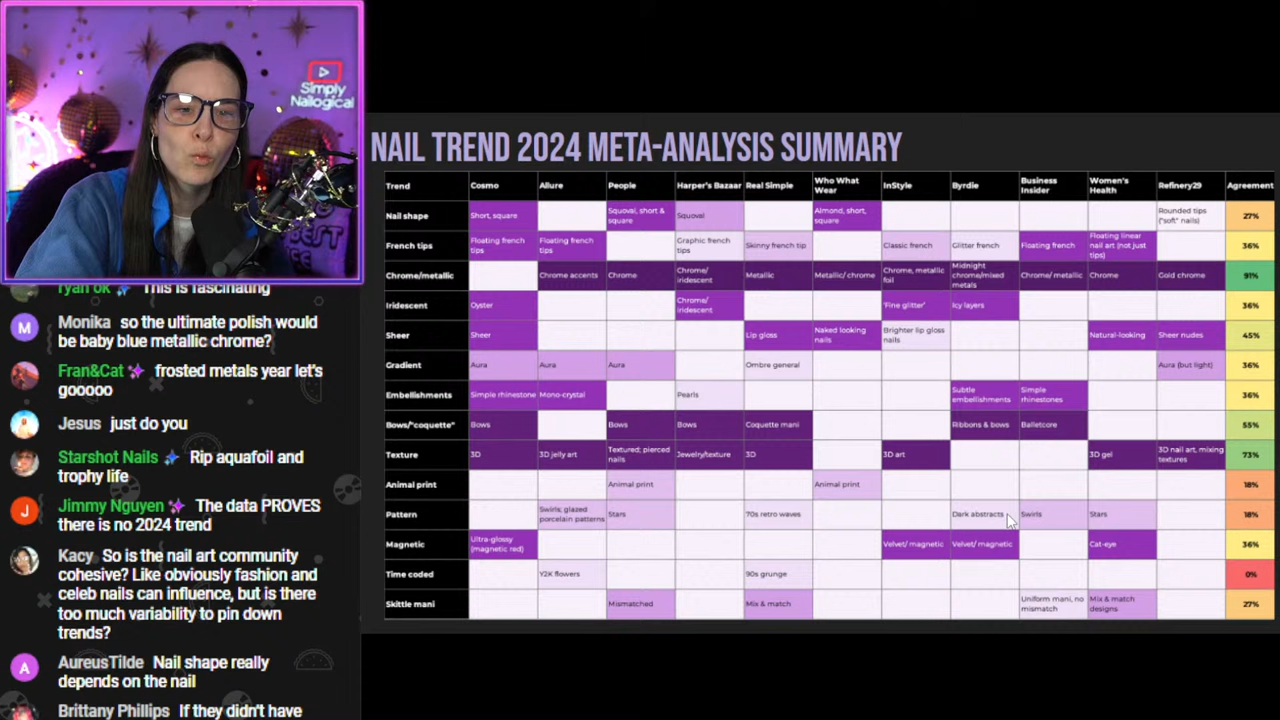 Simply
Nailogical
BEST
ryan ok This is fascinating
Monika so the ultimate polish would
be baby blue metallic chrome?
Fran&Cat frosted metals year let's
gooooo
Jesus just do you
Starshot Nails Rip aquafoil and
trophy life
Jimmy Nguyen The data PROVES
there is no 2024 trend
Kacy So is the nail art community
cohesive? Like obviously fashion and
celeb nails can influence, but is there
too much variability to pin down
trends?
AureusTilde Nail shape really
depends on the nail
Brittany Phillips If they didn't have
NAIL TREND 2024 META-ANALYSIS SUMMARY
Trend Cosmo Allure People Harper's Bazaar Real Simple Who What Wear InStyle Byrdie Business Insider Women's Health Refinery29 Agreement
Nail shape Short, square Squoval, short & square Squoval Almond, short, square Rounded tips ("soft" nails) 27%
French tips Floating french tips Floating french tips Graphic french tips Skinny french tip Classic french Glitter french Floating french Floating linear nail art (not just tips) 36%
Chrome/metallic Chrome accents Chrome Chrome/ iridescent Metallic Metallic/ chrome Chrome, metallic foil Midnight chrome/mixed metals Chrome/ metallic Chrome Gold chrome 91%
Iridescent Oyster Chrome/ iridescent 'Fine glitter' Icy layers 36%
Sheer Sheer Lip gloss Naked looking nails Brighter lip gloss nails Natural-looking Sheer nudes 45%
Gradient Aura Aura Aura Ombre general Aura (but light) 36%
Embellishments Simple rhinestone Mono-crystal Pearls Subtle embellishments Simple rhinestones 36%
Bows/"coquette" Bows Bows Bows Coquette mani Ribbons & bows Balletcore 55%
Texture 3D 3D jelly art Textured; pierced nails Jewelry/texture 3D 3D art 3D gel 3D nail art, mixing textures 73%
Animal print Animal print Animal print 18%
Pattern Swirls; glazed porcelain patterns Stars 70s retro waves Dark abstracts Swirls Stars 18%
Magnetic Ultra-glossy (magnetic red) Velvet/ magnetic Velvet/ magnetic Cat-eye 36%
Time coded Y2K flowers 90s grunge 0%
Skittle mani Mismatched Mix & match Uniform mani, no mismatch Mix & match designs 27%